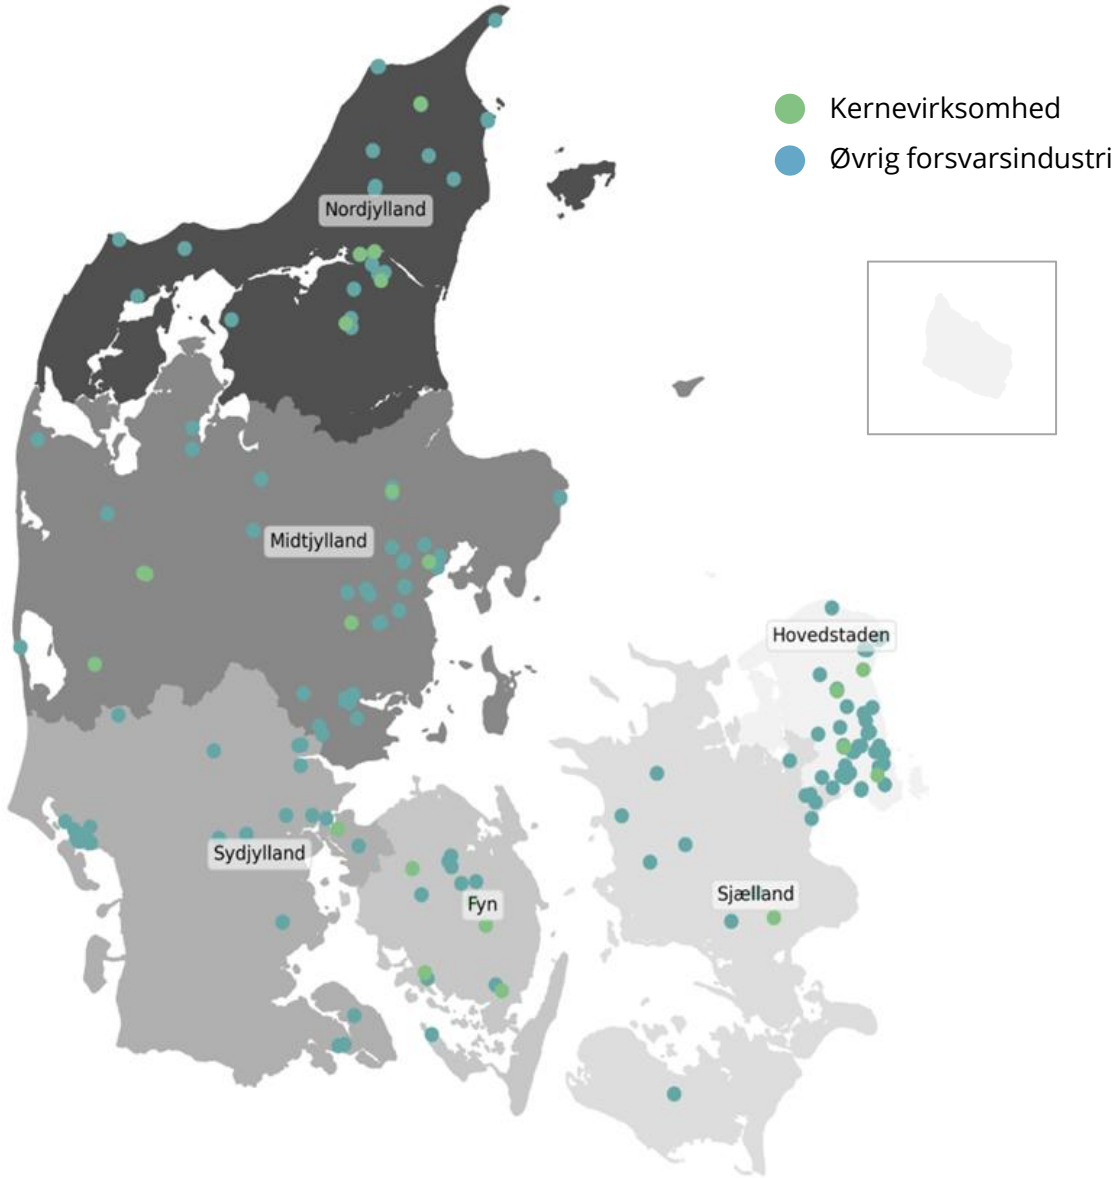 Kernevirksomhed
Øvrig forsvarsindustri
Nordjylland
Midtjylland
Hovedstaden
Sydjylland
Sjælland
Fyn